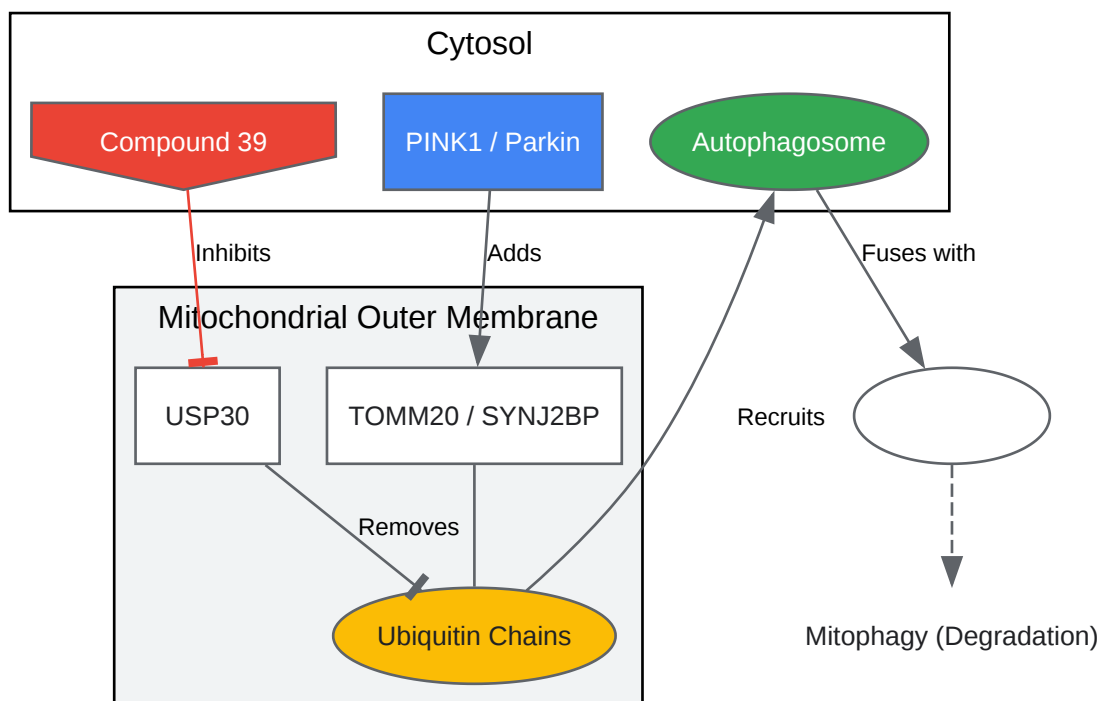 Cytosol
Compound 39
PINK1 / Parkin
Autophagosome
Inhibits
Adds
Fuses with
Mitochondrial Outer Membrane
USP30
TOMM20 / SYNJ2BP
Recruits
Removes
Ubiquitin Chains
Mitophagy (Degradation)